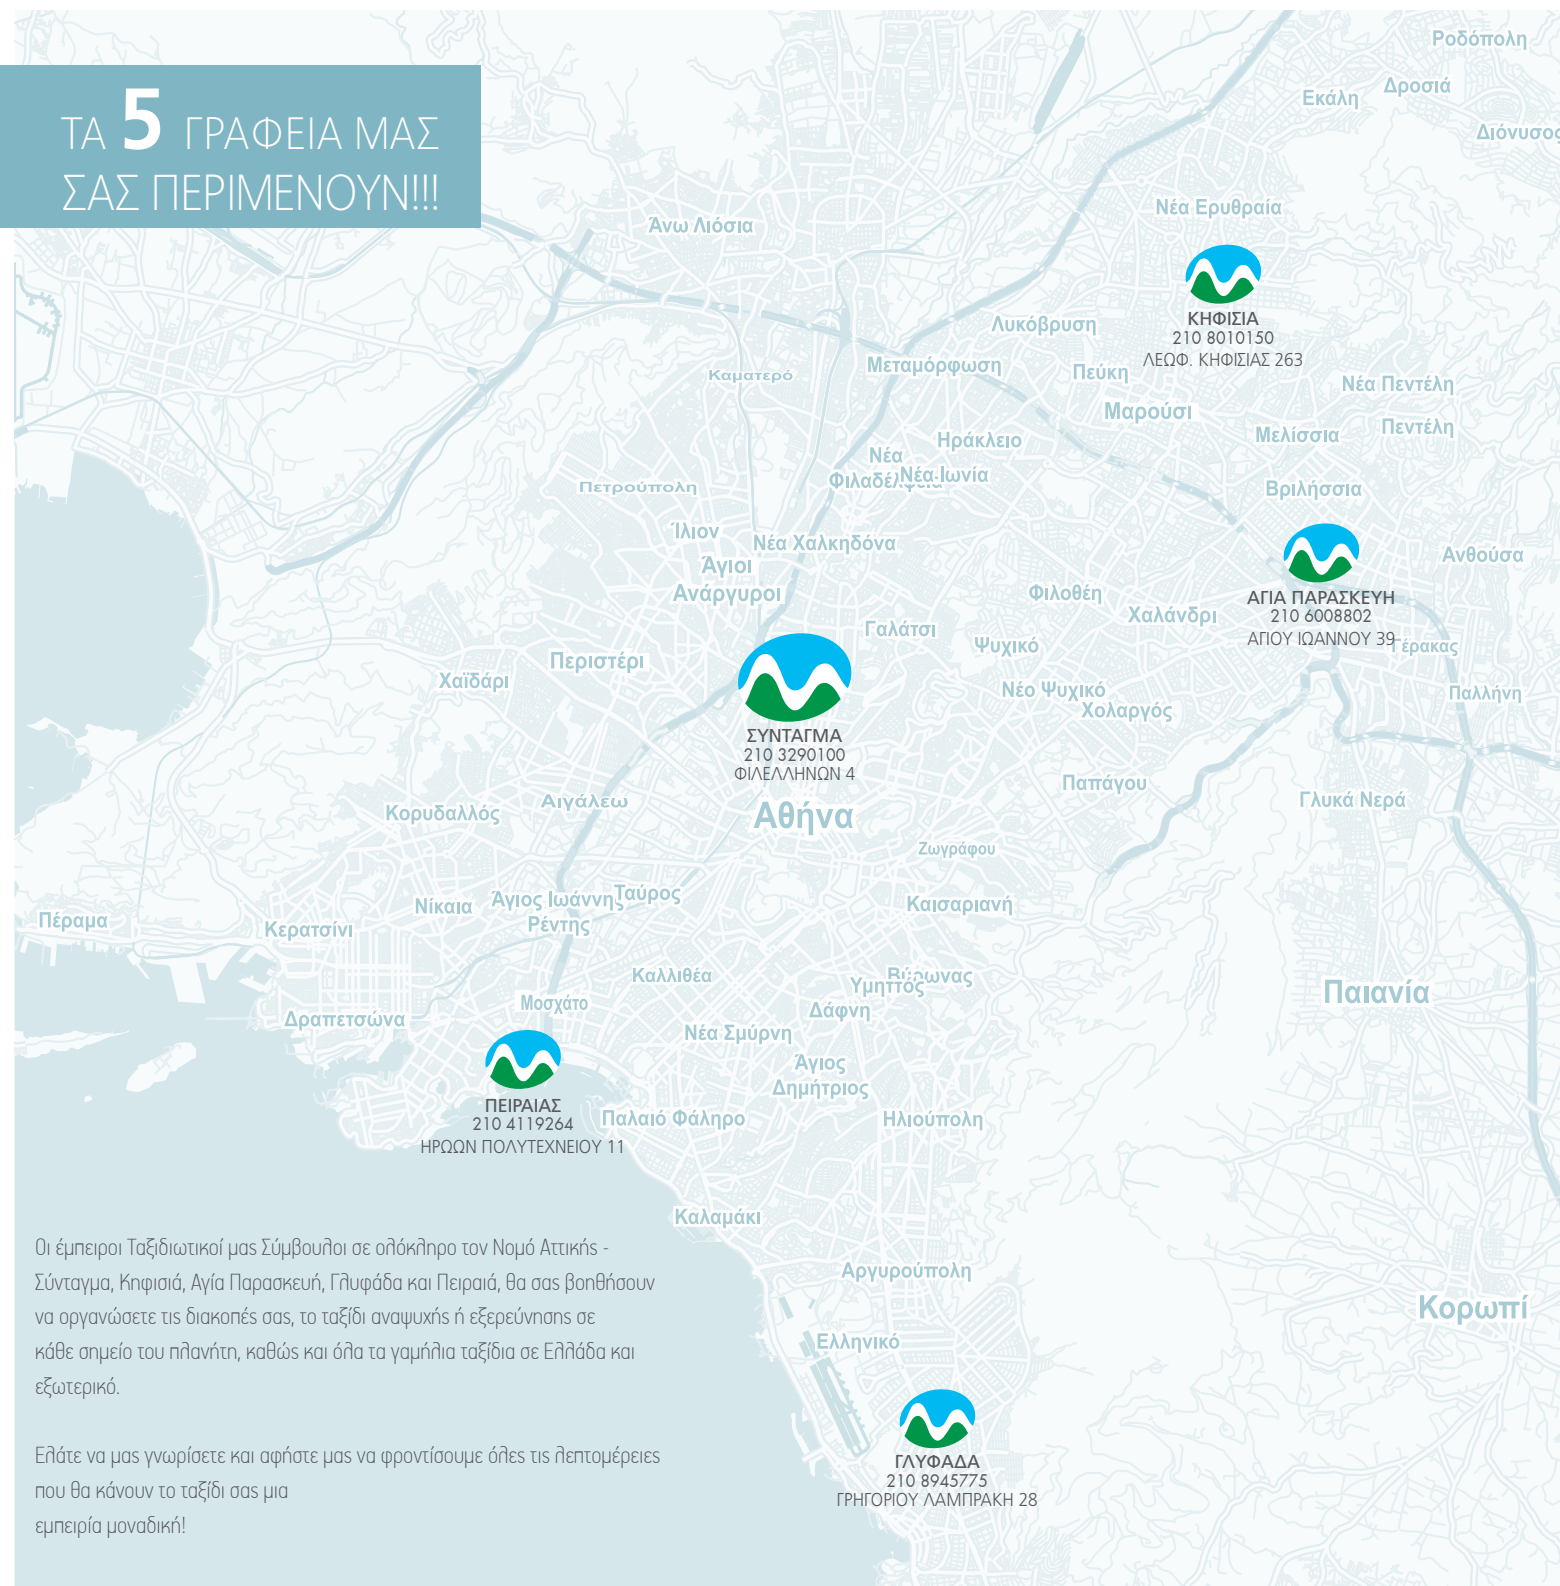 ΤΑ 5 ΓΡΑΦΕΙΑ ΜΑΣ
ΣΑΣ ΠΕΡΙΜΕΝΟΥΝ!!!
Ροδόπολη
Δροσιά
Εκάλη
Διόνυσος
Νέα Ερυθραία
Άνω Λιόσια
ΚΗΦΙΣΙΑ
210 8010150
ΛΕΩΦ. ΚΗΦΙΣΙΑΣ 263
Λυκόβρυση
Μεταμόρφωση
Πεύκη
Καματερό
Νέα Πεντέλη
Μαρούσι
Πεντέλη
Μελίσσια
Ηράκλειο
Νέα
Φιλαδέλφεια
Νέα Ιωνία
Πετρούπολη
Βριλήσσια
Ίλιον
Νέα Χαλκηδόνα
Ανθούσα
Άγιοι
Ανάργυροι
Φιλοθέη
Χαλάνδρι
ΑΓΙΑ ΠΑΡΑΣΚΕΥΗ
210 6008802
ΑΓΙΟΥ ΙΩΑΝΝΟΥ 39
Γέρακας
Γαλάτσι
Ψυχικό
Περιστέρι
Χαϊδάρι
Νέο Ψυχικό
Χολαργός
Παλλήνη
ΣΥΝΤΑΓΜΑ
210 3290100
ΦΙΛΕΛΛΗΝΩΝ 4
Παπάγου
Γλυκά Νερά
Αιγάλεω
Κορυδαλλός
Αθήνα
Ζωγράφου
Καισαριανή
Ταύρος
Άγιος Ιωάννης
Ρέντης
Νίκαια
Πέραμα
Κερατσίνι
Καλλιθέα
Βύρωνας
Υμηττός
Παιανία
Μοσχάτο
Δάφνη
Δραπετσώνα
Νέα Σμύρνη
Άγιος
Δημήτριος
ΠΕΙΡΑΙΑΣ
210 4119264
ΗΡΩΩΝ ΠΟΛΥΤΕΧΝΕΙΟΥ 11
Παλαιό Φάληρο
Ηλιούπολη
Καλαμάκι
Αργυρούπολη
Κορωπί
Ελληνικό
ΓΛΥΦΑΔΑ
210 8945775
ΓΡΗΓΟΡΙΟΥ ΛΑΜΠΡΑΚΗ 28
Οι έμπειροι Ταξιδιωτικοί μας Σύμβουλοι σε ολόκληρο τον Νομό Αττικής -
Σύνταγμα, Κηφισιά, Αγία Παρασκευή, Γλυφάδα και Πειραιά, θα σας βοηθήσουν
να οργανώσετε τις διακοπές σας, το ταξίδι αναψυχής ή εξερεύνησης σε
κάθε σημείο του πλανήτη, καθώς και όλα τα γαμήλια ταξίδια σε Ελλάδα και
εξωτερικό.
Ελάτε να μας γνωρίσετε και αφήστε μας να φροντίσουμε όλες τις λεπτομέρειες
που θα κάνουν το ταξίδι σας μια
εμπειρία μοναδική!